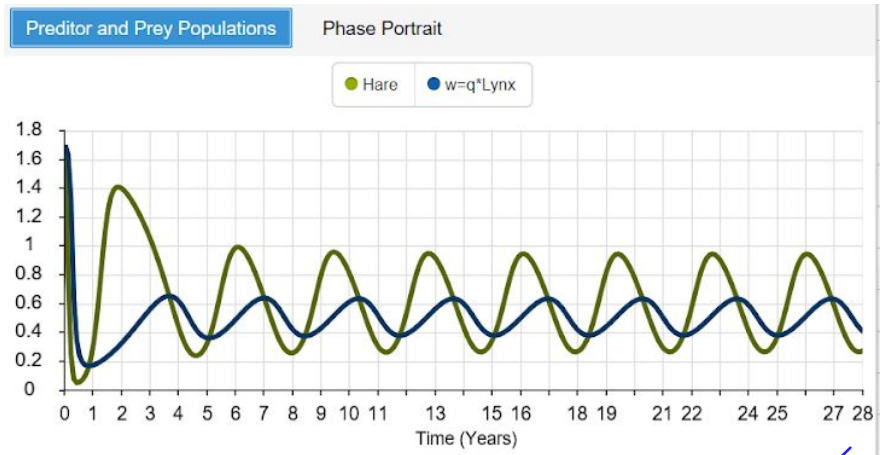 Preditor and Prey Populations Phase Portrait
Hare w=q*Lynx
1.8
1.6
1.4
1.2
1
0.8
0.6
0.4
0.2
0
0 1 2 3 4 5 6 7 8 9 10 11 13 15 16 18 19 21 22 24 25 27 28
Time (Years)